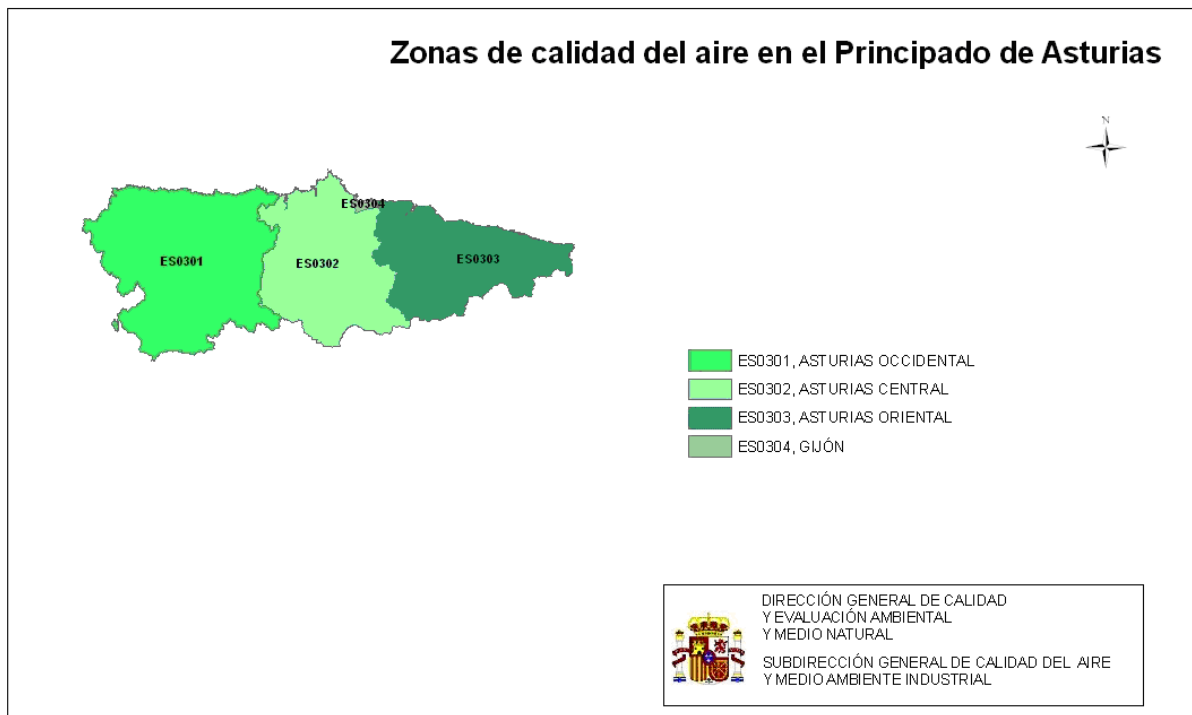 Zonas de calidad del aire en el Principado de Asturias
N
ES0304
ES0301
ES0302
ES0303
ES0301, ASTURIAS OCCIDENTAL
ES0302, ASTURIAS CENTRAL
ES0303, ASTURIAS ORIENTAL
ES0304, GIJÓN
DIRECCIÓN GENERAL DE CALIDAD
Y EVALUACIÓN AMBIENTAL
Y MEDIO NATURAL
SUBDIRECCIÓN GENERAL DE CALIDAD DEL AIRE
Y MEDIO AMBIENTE INDUSTRIAL